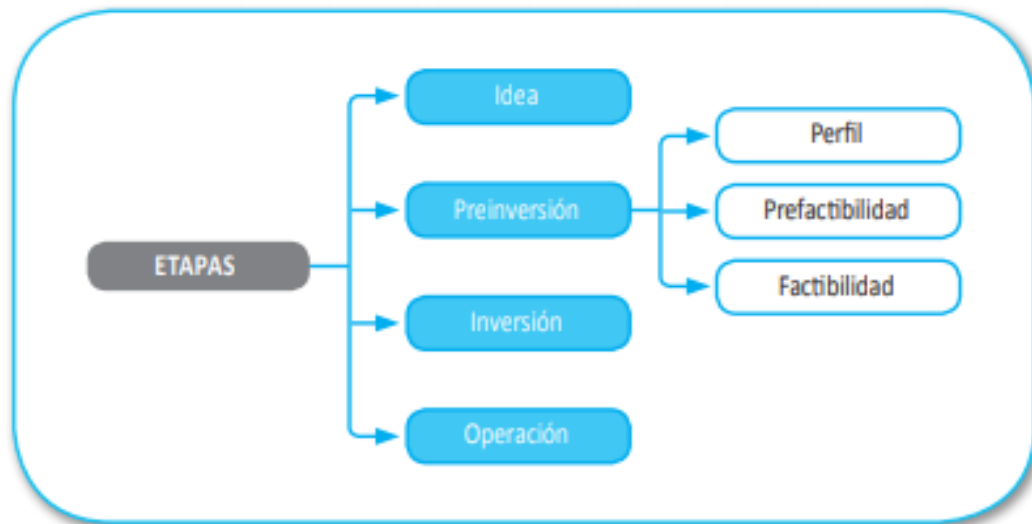 ETAPAS
Idea
Preinversión
Inversión
Operación
Perfil
Prefactibilidad
Factibilidad